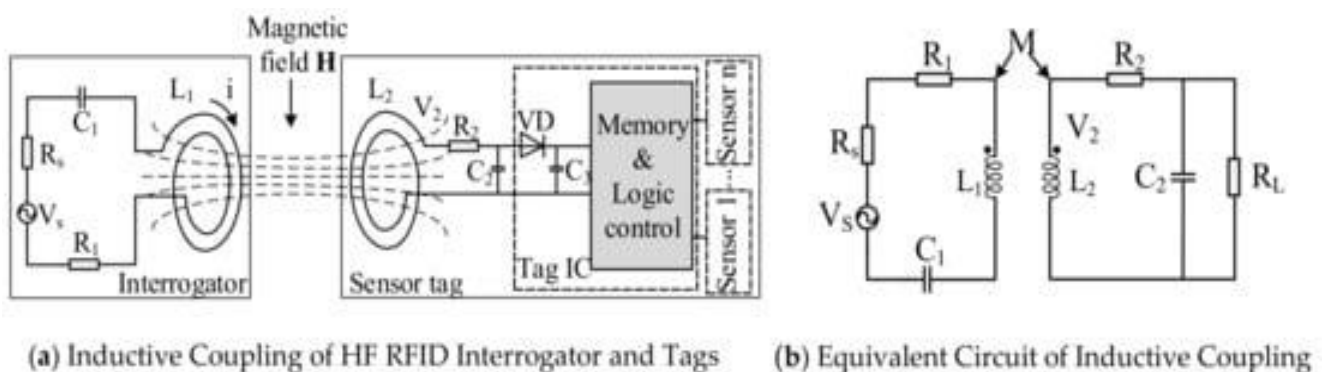 Magnetic
field H
L₁
i
C₁
Rₛ
Vₛ
R₁
Interrogator
L₂
V₂
R₂
VD
C₂
C₃
Tag IC
Sensor tag
Memory
&
Logic
control
Sensor n
Sensor 1
R₁
M
R₂
Rₛ
V₂
L₁
L₂
C₂
R_L
V_S
C₁
(a) Inductive Coupling of HF RFID Interrogator and Tags
(b) Equivalent Circuit of Inductive Coupling